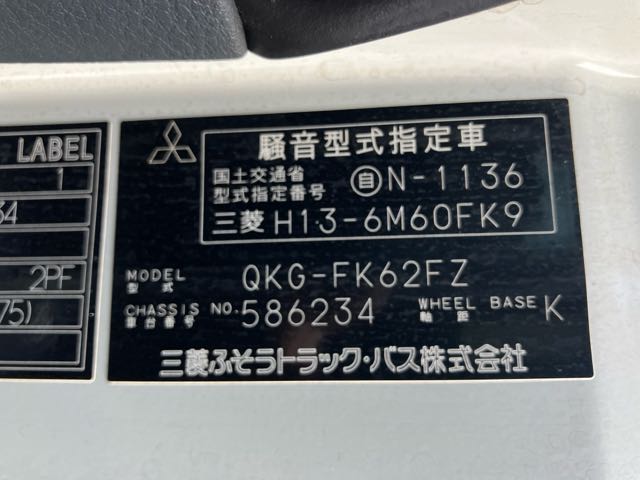 LABEL
1
34
2PF
75)
騒音型式指定車
国土交通省
型式指定番号
自N-1136
三菱 H13-6M60FK9
MODEL
型式
QKG-FK62FZ
CHASSIS NO.
車台番号
586234
WHEEL BASE
軸距
K
三菱ふそうトラック・バス株式会社